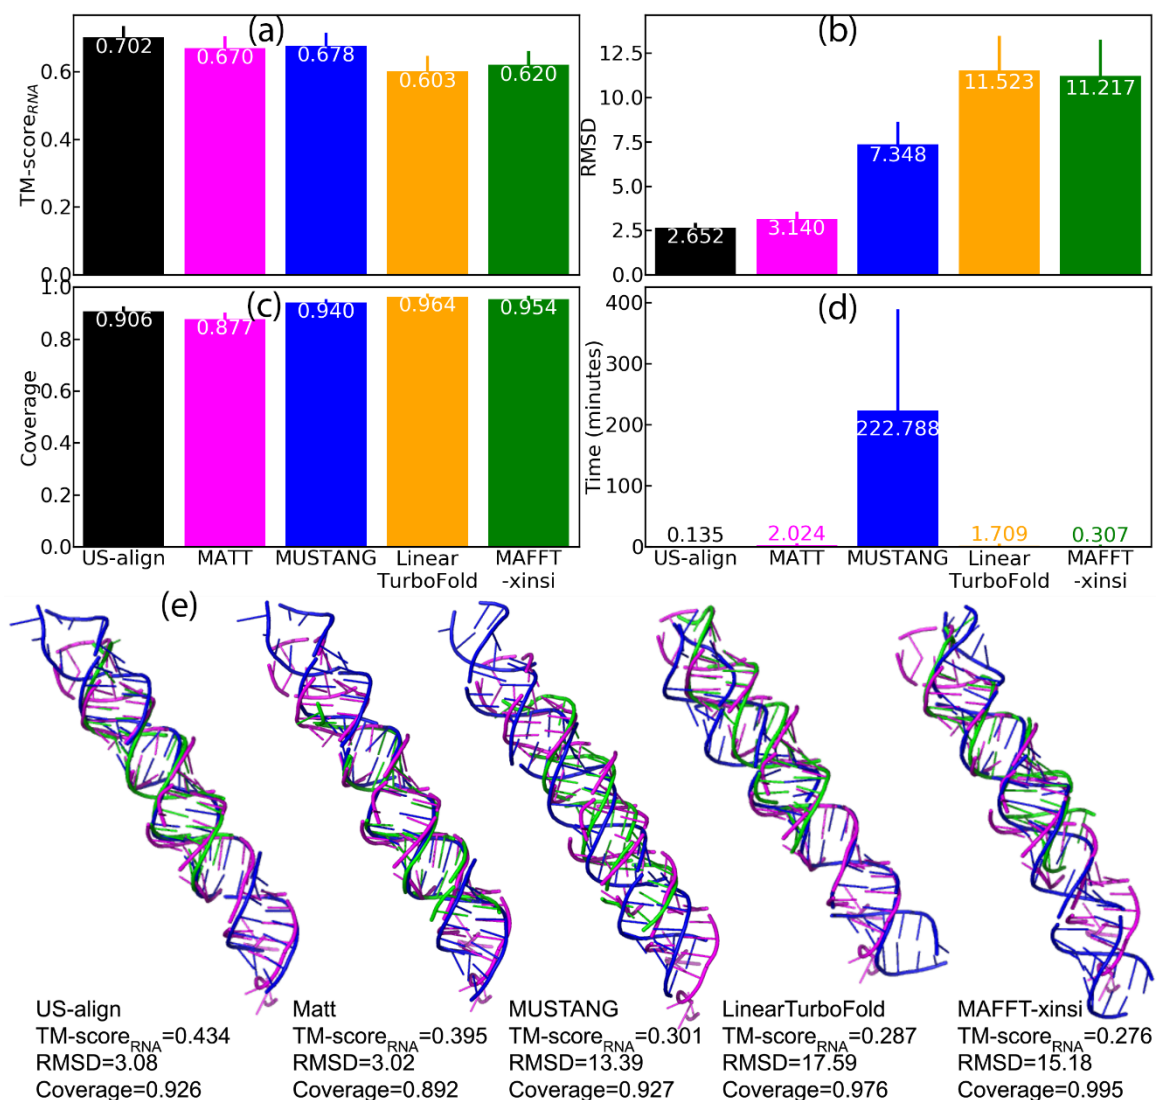 (a)
TM-scoreRNA
0.6
0.4
0.2
0.0
0.702
0.670
0.678
0.603
0.620
(b)
RMSD
12.5
10.0
7.5
5.0
2.5
0.0
2.652
3.140
7.348
11.523
11.217
(c)
Coverage
1.0
0.8
0.6
0.4
0.2
0.0
0.906
0.877
0.940
0.964
0.954
US-align MATT MUSTANG Linear MAFFT
TurboFold -xinsi
(d)
Time (minutes)
400
300
200
100
0
0.135
2.024
222.788
1.709
0.307
US-align MATT MUSTANG Linear MAFFT
TurboFold -xinsi
(e)
US-align
TM-scoreRNA=0.434
RMSD=3.08
Coverage=0.926
Matt
TM-scoreRNA=0.395
RMSD=3.02
Coverage=0.892
MUSTANG
TM-scoreRNA=0.301
RMSD=13.39
Coverage=0.927
LinearTurboFold
TM-scoreRNA=0.287
RMSD=17.59
Coverage=0.976
MAFFT-xinsi
TM-scoreRNA=0.276
RMSD=15.18
Coverage=0.995